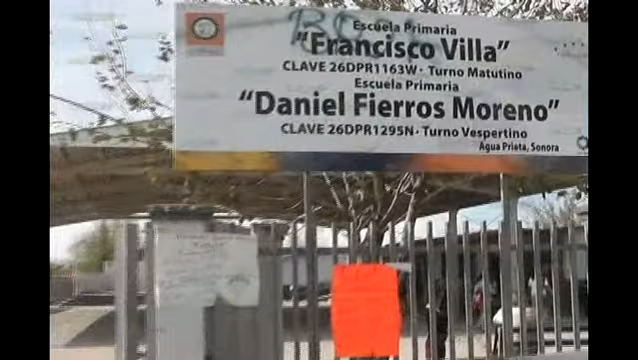 Escuela Primaria
"Francisco Villa"
CLAVE 26DPR1163W · Turno Matutino
Escuela Primaria
"Daniel Fierros Moreno"
CLAVE 26DPR1295N · Turno Vespertino
Agua Prieta, Sonora